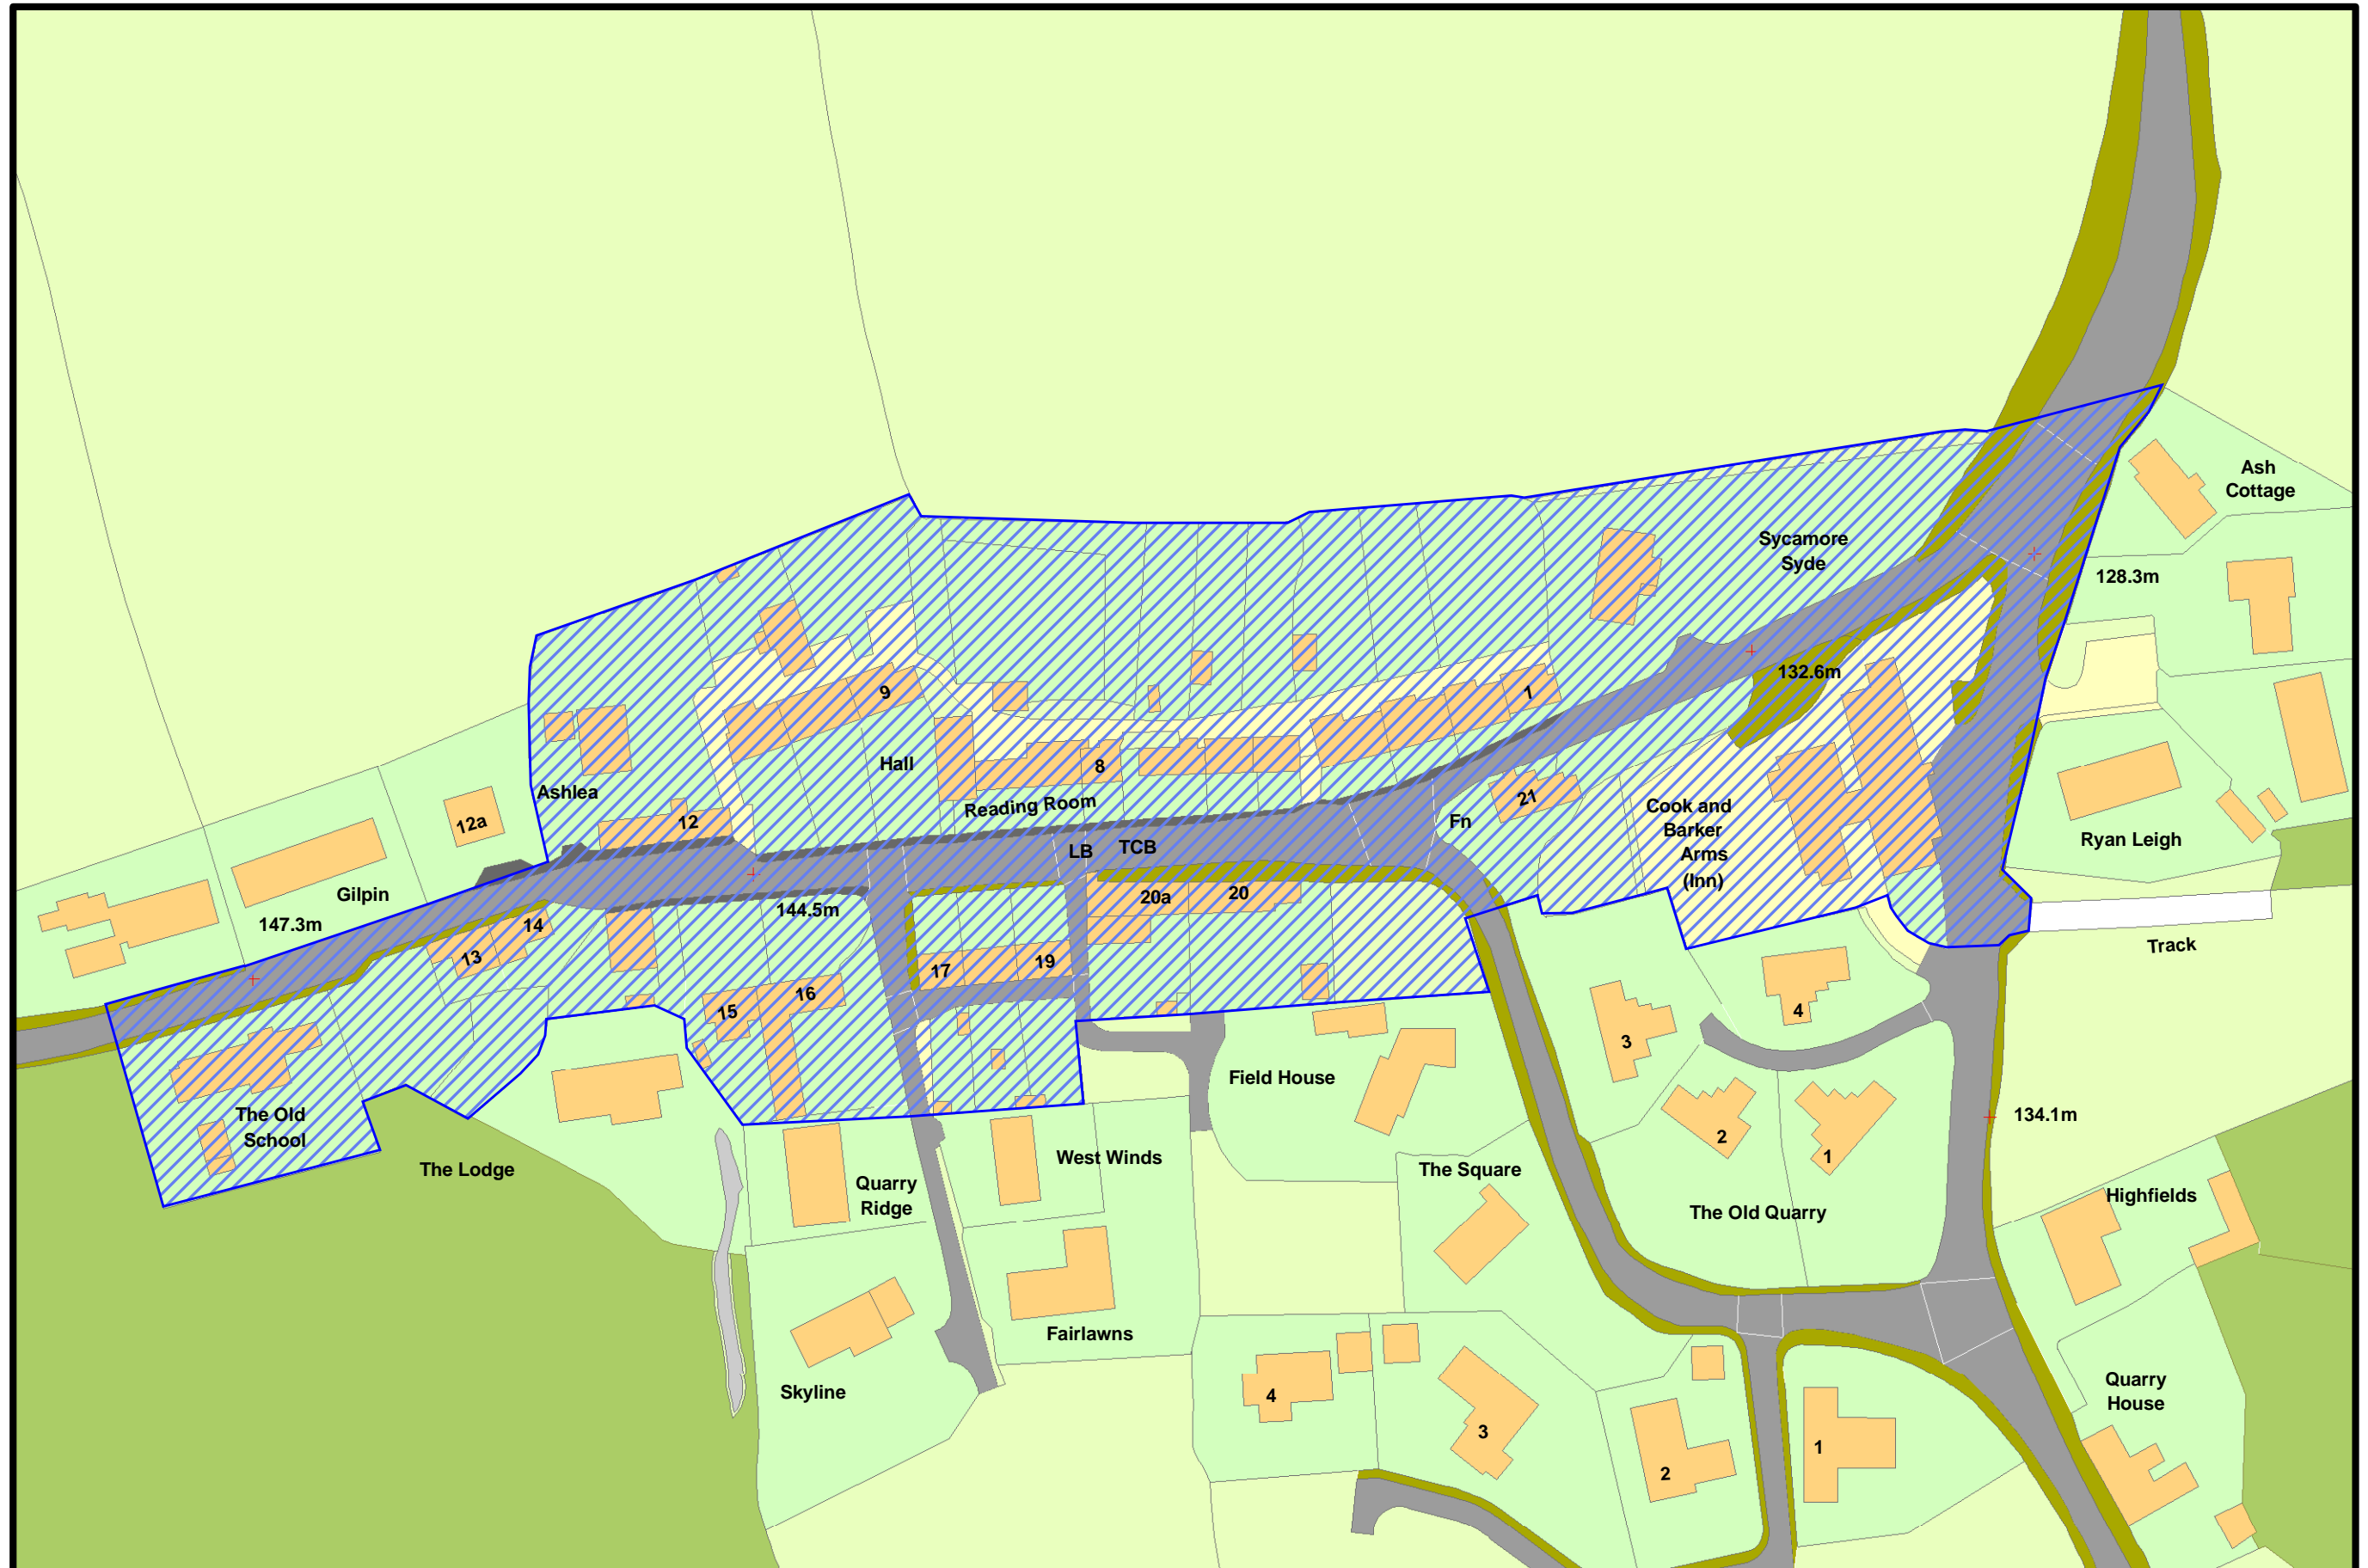 Ash
Cottage
Sycamore
Syde
128.3m
132.6m
9
1
Hall
8
Ashlea
Reading Room
21
Cook and
Barker
Arms
(Inn)
12a
12
Fn
LB
TCB
Ryan Leigh
Gilpin
147.3m
144.5m
20a
20
14
13
17
19
Track
15
16
3
4
Field House
The Old
School
The Lodge
2
1
134.1m
West Winds
The Square
Quarry
Ridge
The Old Quarry
Highfields
Fairlawns
Skyline
4
3
2
1
Quarry
House